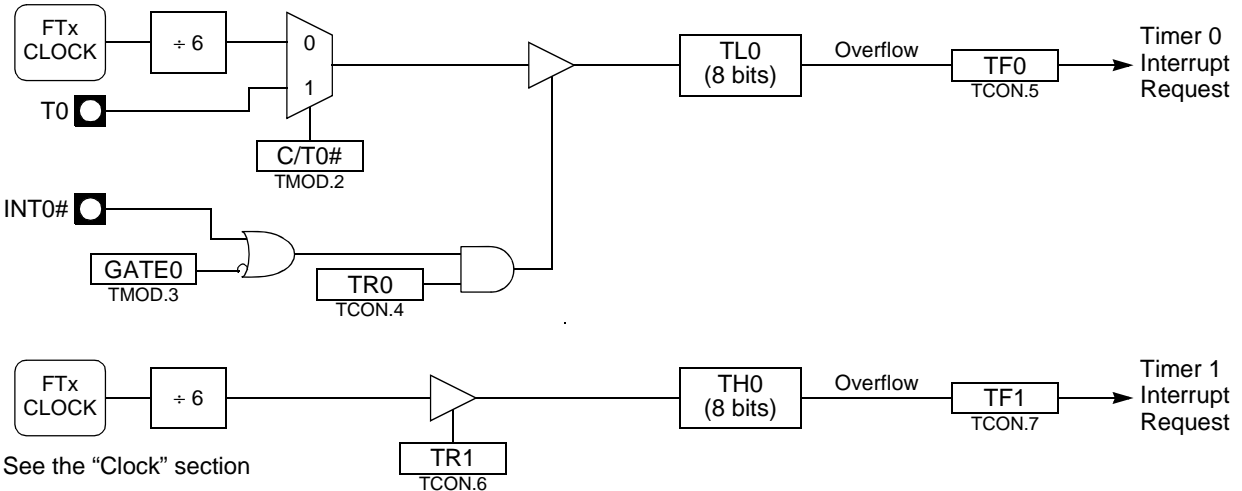 FTx
CLOCK
÷ 6
0
1
T0
C/T0#
TMOD.2
TL0
(8 bits)
Overflow
TF0
TCON.5
Timer 0
Interrupt
Request
INT0#
GATE0
TMOD.3
TR0
TCON.4
FTx
CLOCK
÷ 6
TR1
TCON.6
TH0
(8 bits)
Overflow
TF1
TCON.7
Timer 1
Interrupt
Request
See the “Clock” section